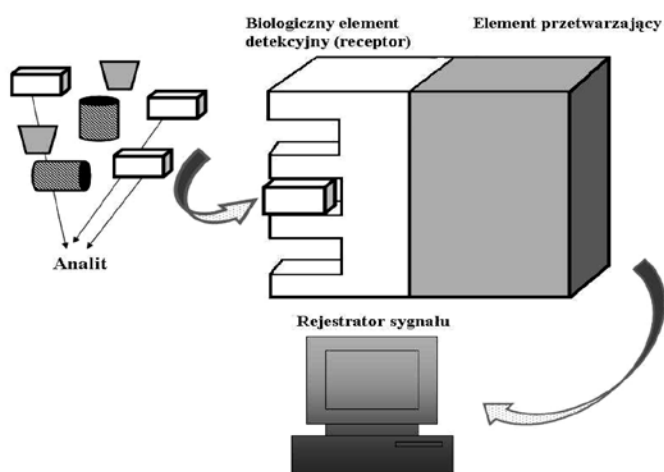 Biologiczny element
detekcyjny (receptor)
Element przetwarzający
Analit
Rejestrator sygnału